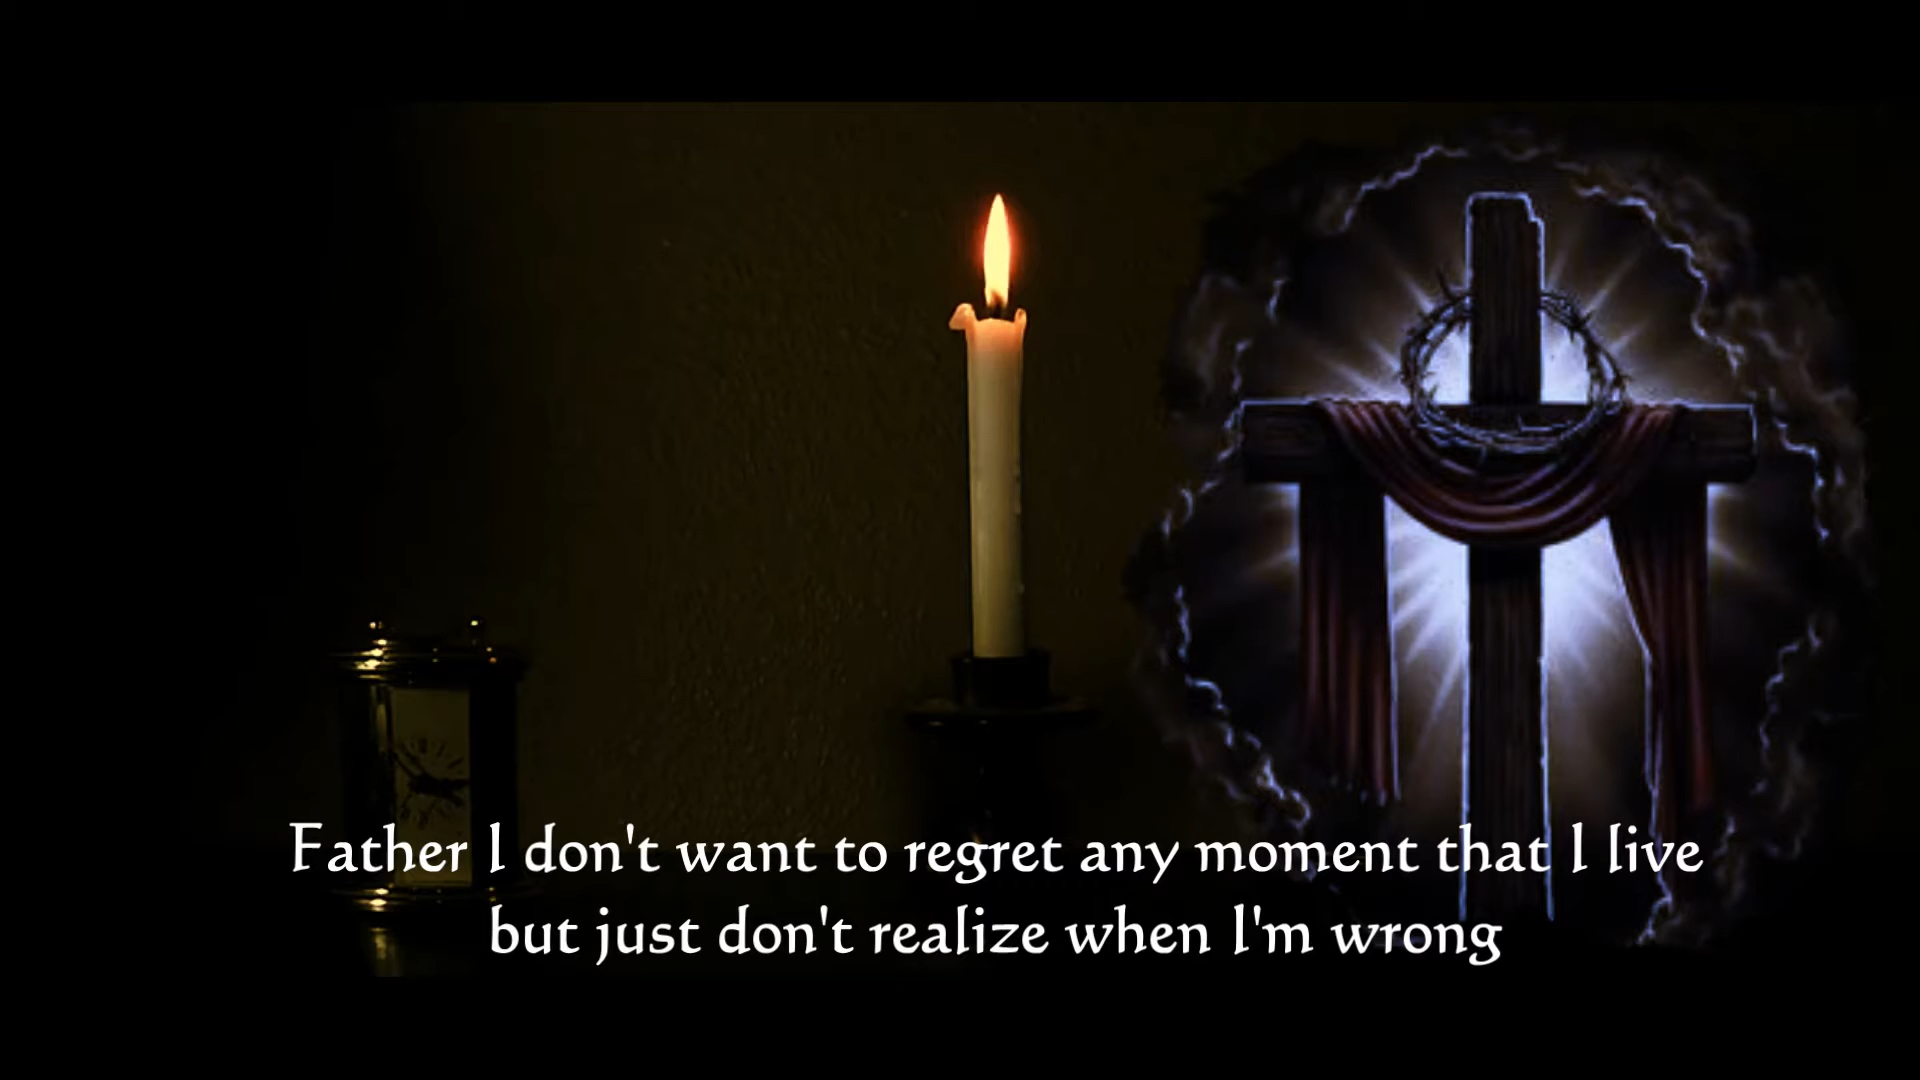 Father I don't want to regret any moment that I live
but just don't realize when I'm wrong